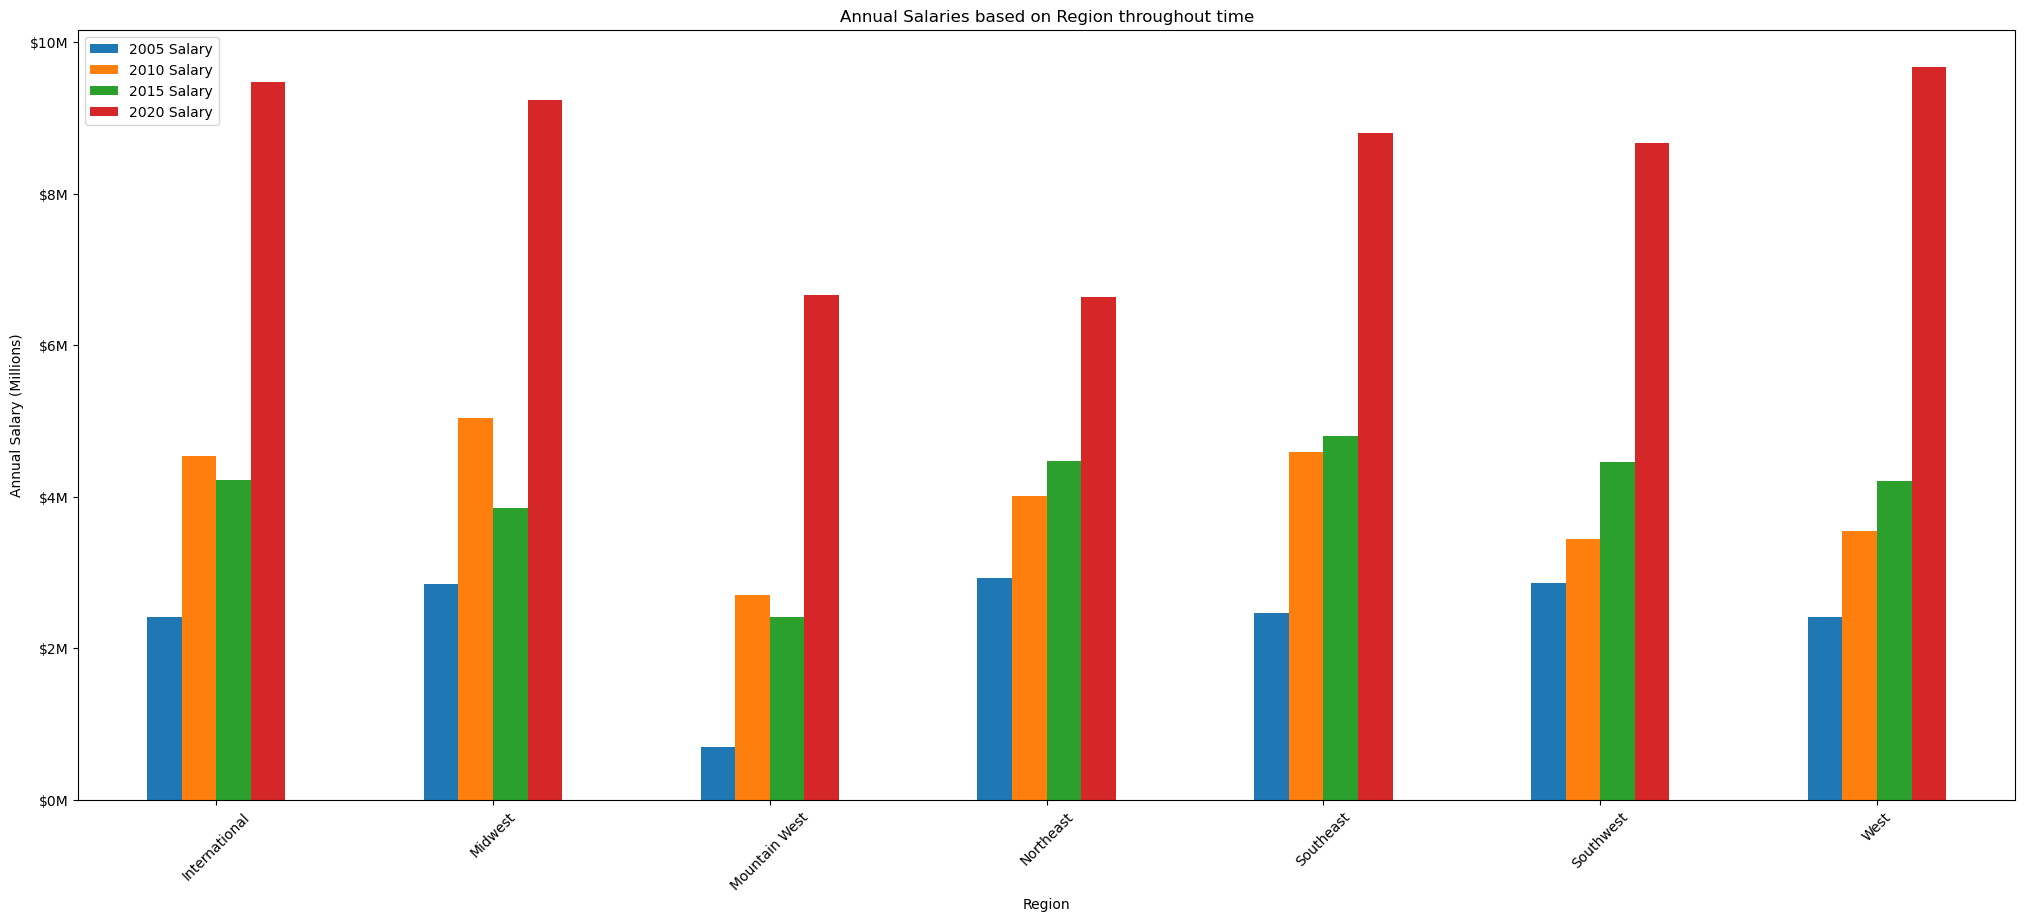 Annual Salaries based on Region throughout time
2005 Salary
2010 Salary
2015 Salary
2020 Salary
$10M
$8M
$6M
$4M
$2M
$0M
Annual Salary (Millions)
International
Midwest
Mountain West
Northeast
Southeast
Southwest
West
Region